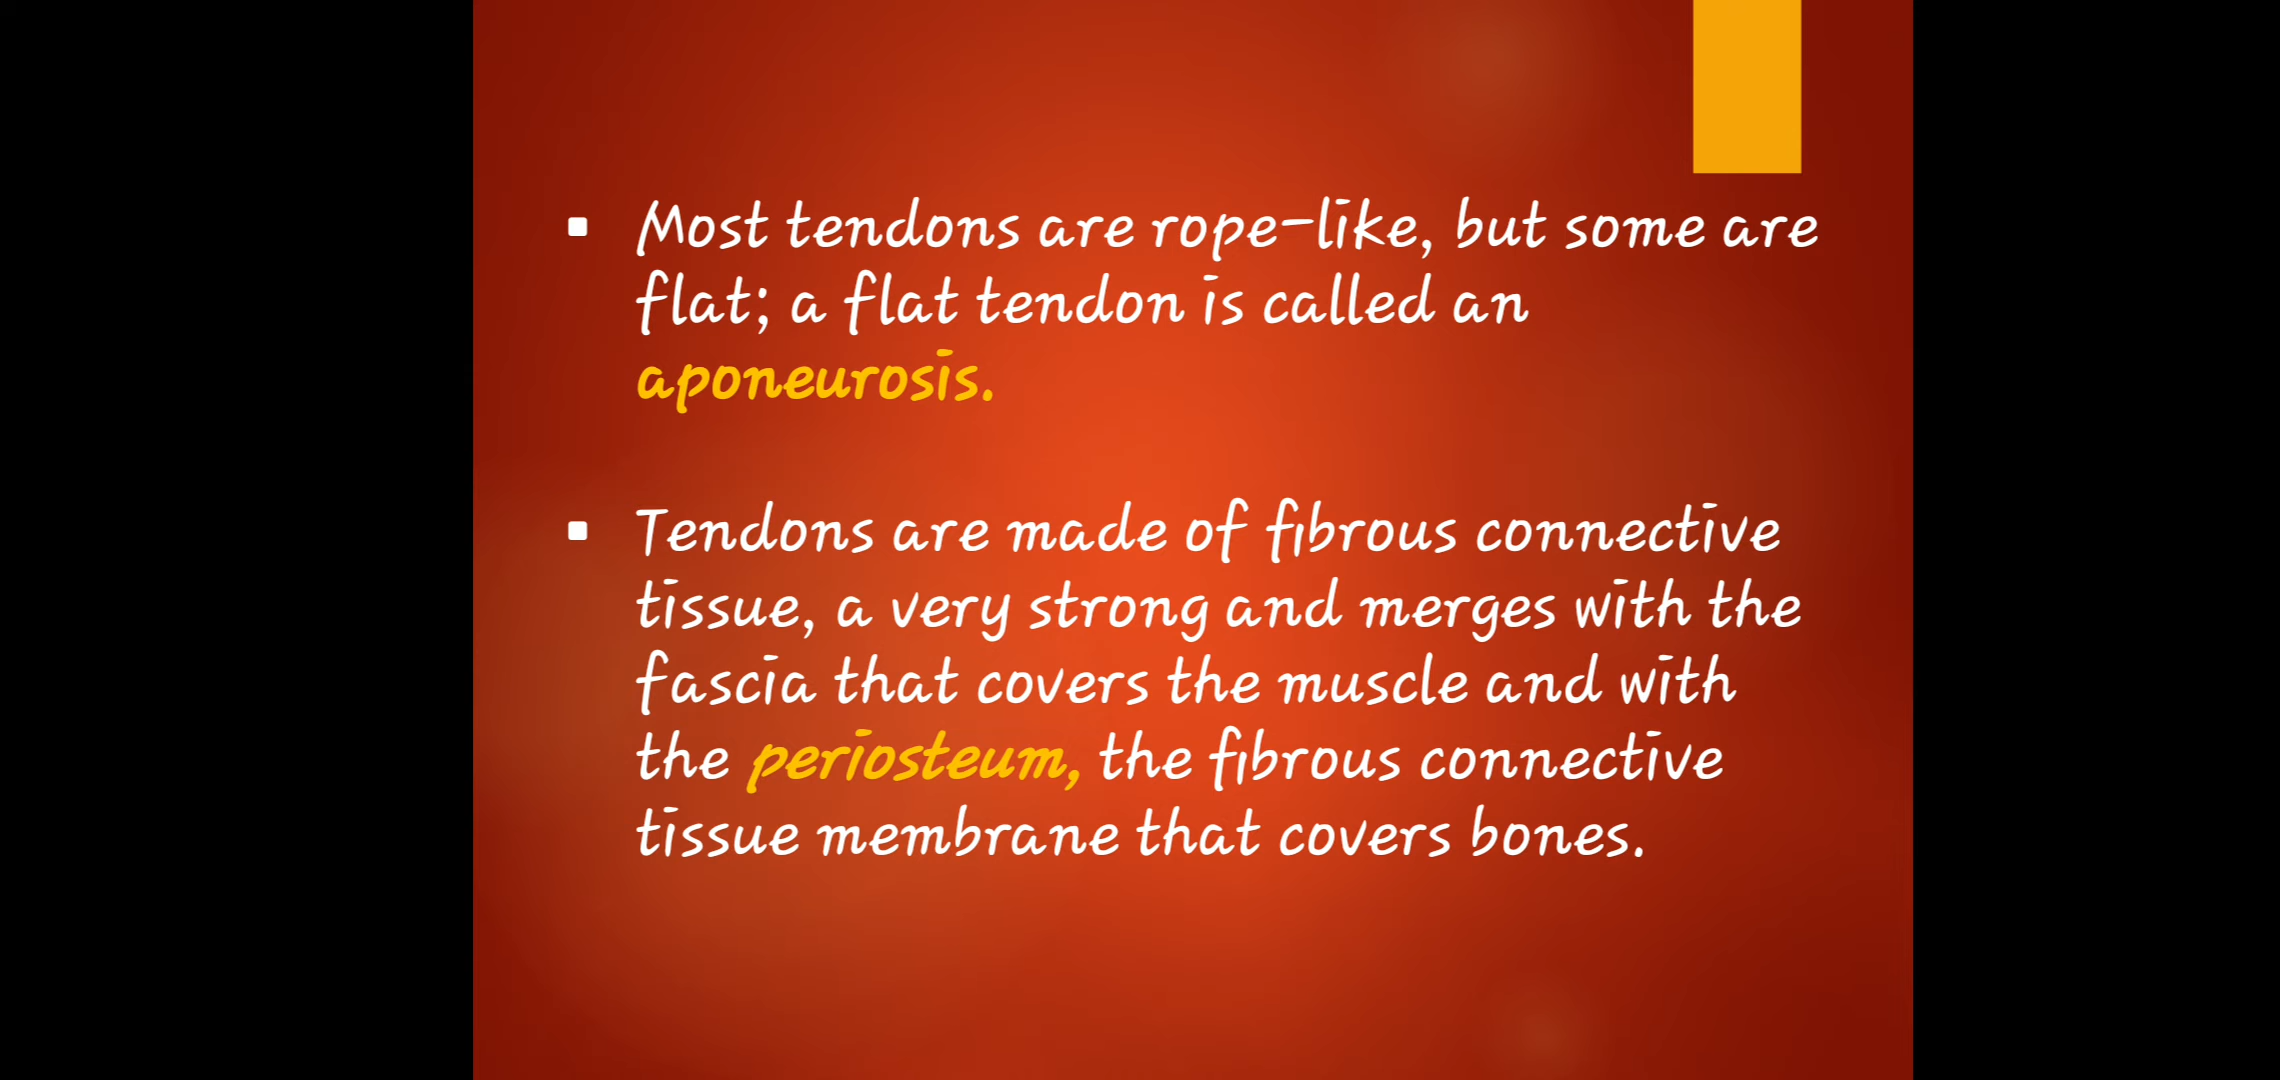 ▪ Most tendons are rope-like, but some are
flat; a flat tendon is called an
aponeurosis.
▪ Tendons are made of fibrous connective
tissue, a very strong and merges with the
fascia that covers the muscle and with
the periosteum, the fibrous connective
tissue membrane that covers bones.